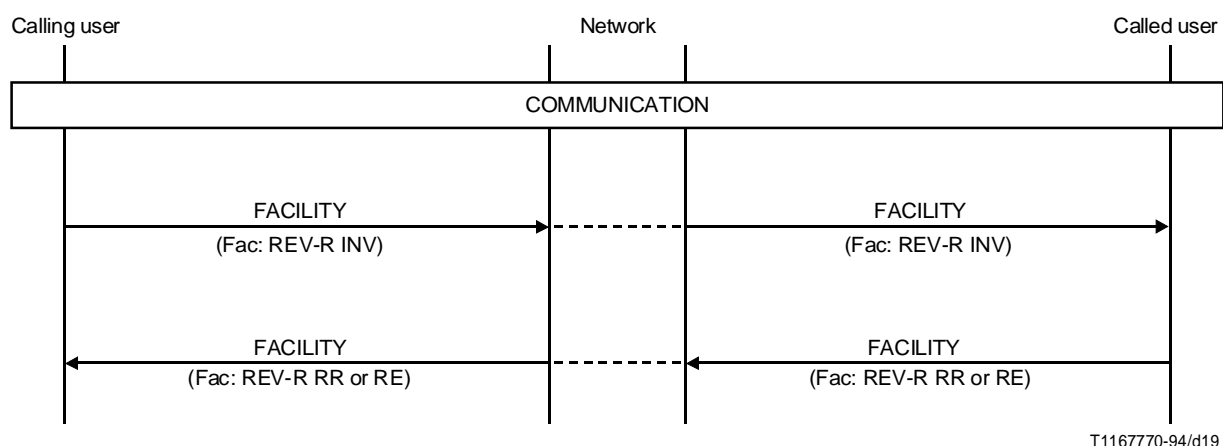 Calling user Network Called user
COMMUNICATION
FACILITY FACILITY
(Fac: REV-R INV) (Fac: REV-R INV)
FACILITY FACILITY
(Fac: REV-R RR or RE) (Fac: REV-R RR or RE)
T1167770-94/d19